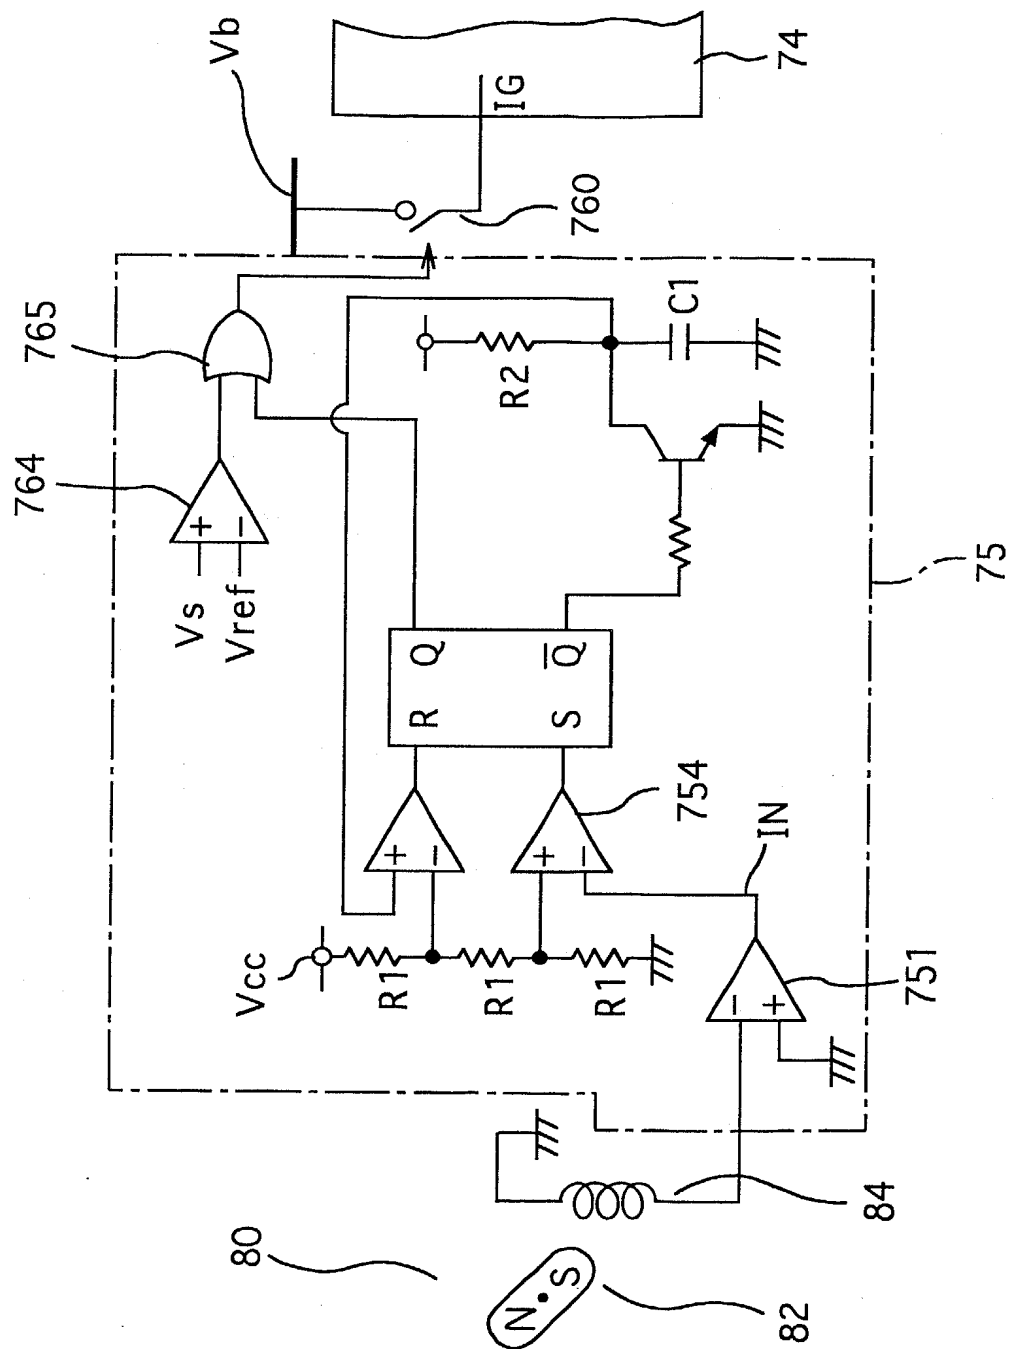 Vb
IG
74
760
765
R2
C1
764
+
−
Vs
Vref
75
Q
Q̅
R
S
754
+
−
+
−
IN
Vcc
R1
R1
R1
−
+
751
84
80
N
S
82